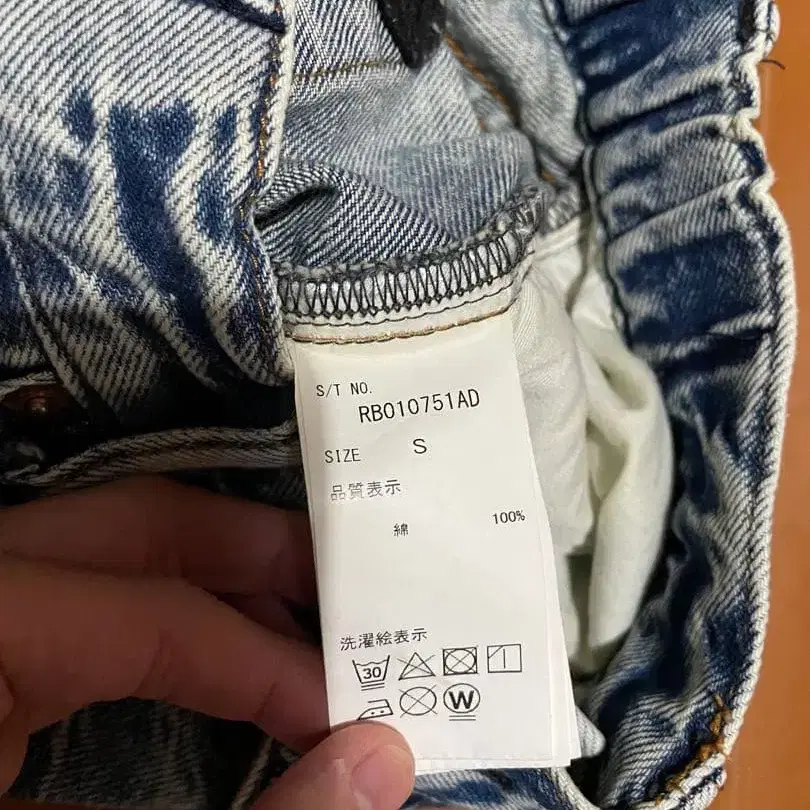 S/T NO.
RB010751AD
SIZE S
品質表示
綿 100%
洗濯絵表示
30
W